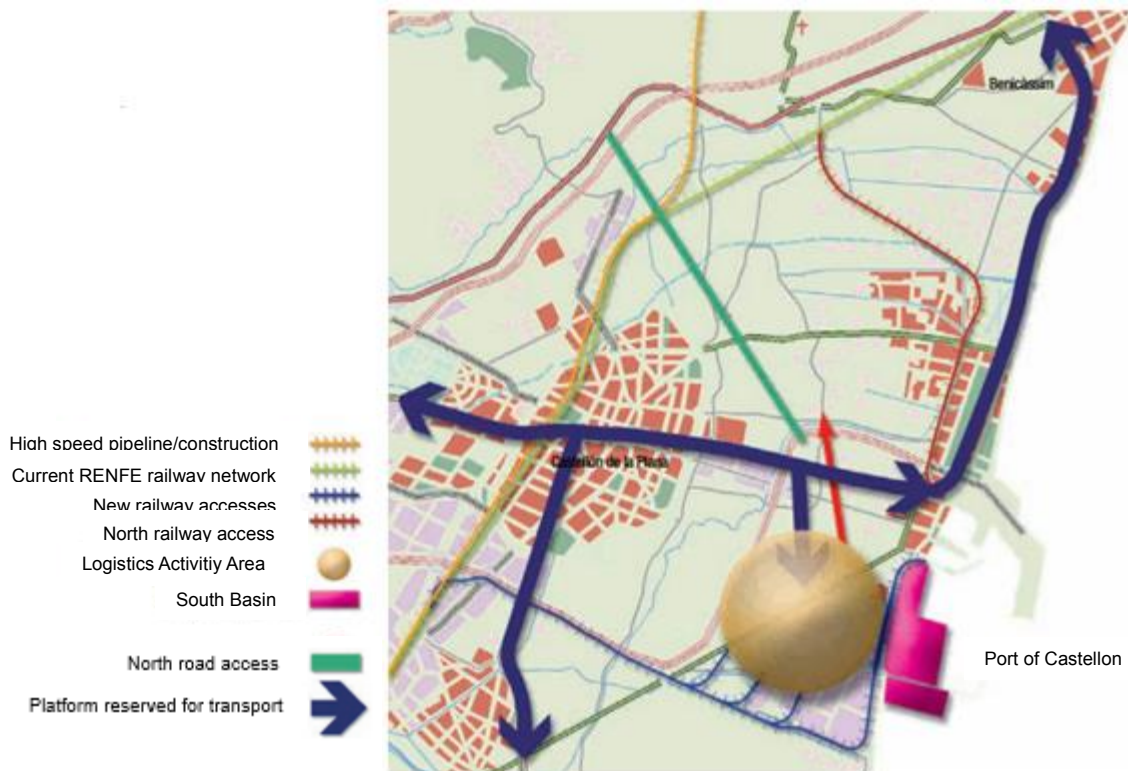 Benicàssim
Castellón de la Plana
High speed pipeline/construction
Current RENFE railway network
New railway accesses
North railway access
Logistics Activitiy Area
South Basin
Port of Castellon
North road access
Platform reserved for transport